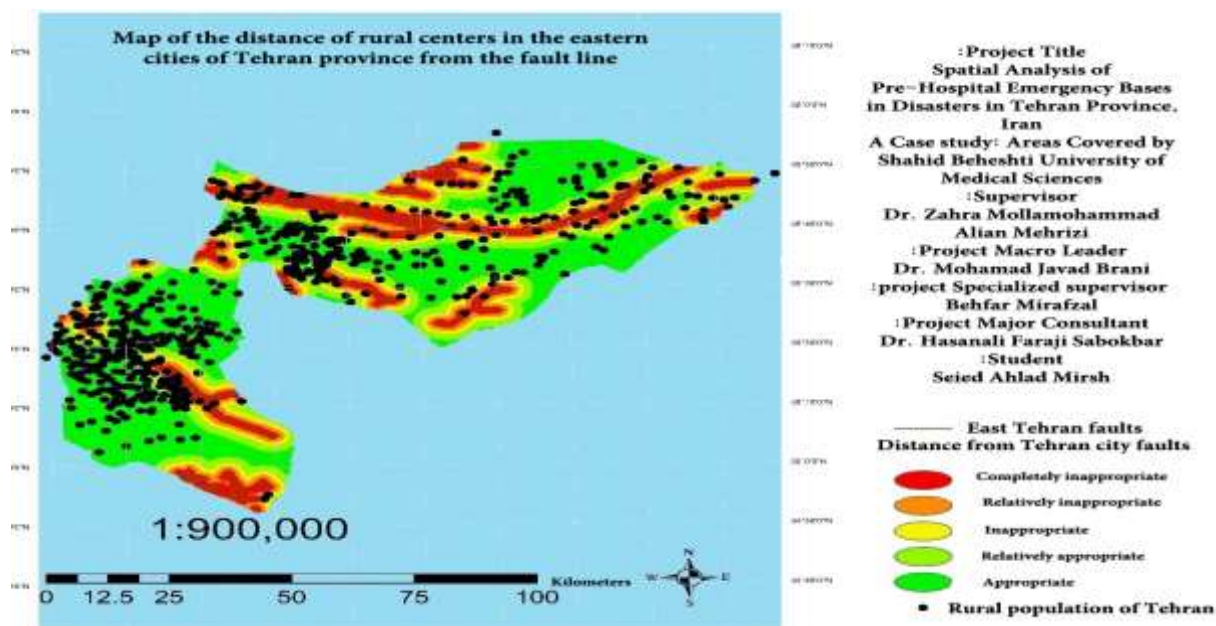 Map of the distance of rural centers in the eastern
cities of Tehran province from the fault line
1:900,000
Kilometers
0 12.5 25 50 75 100
N
W E
S
:Project Title
Spatial Analysis of
Pre-Hospital Emergency Bases
in Disasters in Tehran Province,
Iran
A Case study: Areas Covered by
Shahid Beheshti University of
Medical Sciences
:Supervisor
Dr. Zahra Mollamohammad
Alian Mehrizi
:Project Macro Leader
Dr. Mohamad Javad Brani
:project Specialized supervisor
Behfar Mirafzal
:Project Major Consultant
Dr. Hasanali Faraji Sabokbar
:Student
Seied Ahlad Mirsh
East Tehran faults
Distance from Tehran city faults
Completely inappropriate
Relatively inappropriate
Inappropriate
Relatively appropriate
Appropriate
Rural population of Tehran